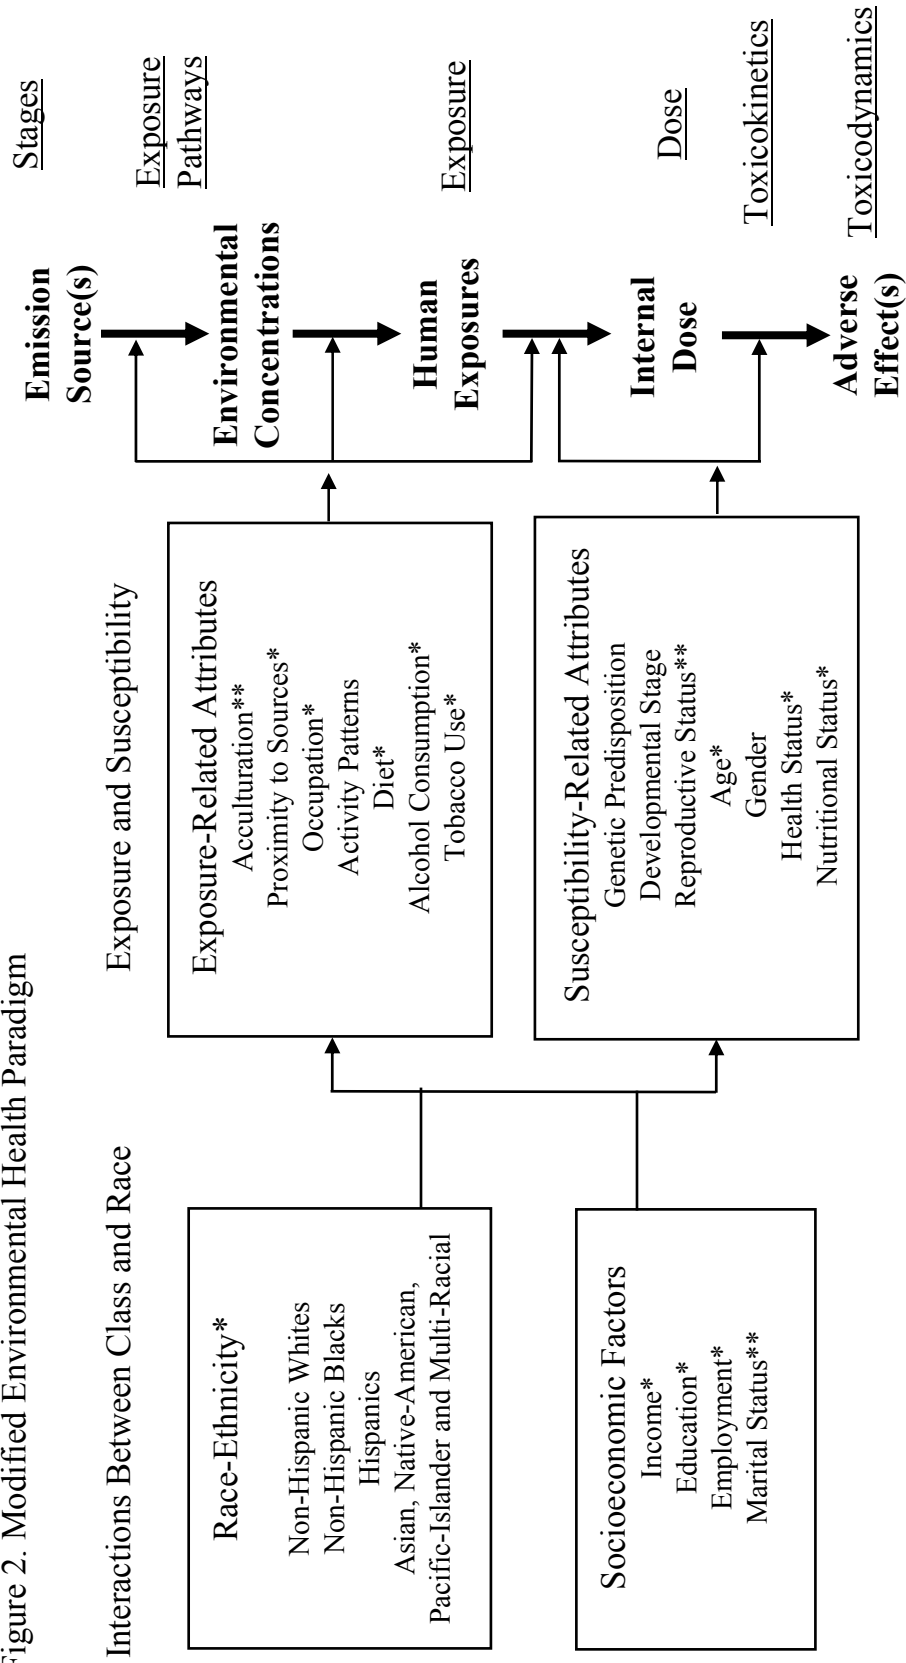 Figure 2. Modified Environmental Health Paradigm
Interactions Between Class and Race
Race-Ethnicity*
Non-Hispanic Whites
Non-Hispanic Blacks
Hispanics
Asian, Native-American,
Pacific-Islander and Multi-Racial
Socioeconomic Factors
Income*
Education*
Employment*
Marital Status**
Exposure and Susceptibility
Exposure-Related Attributes
Acculturation**
Proximity to Sources*
Occupation*
Activity Patterns
Diet*
Alcohol Consumption*
Tobacco Use*
Susceptibility-Related Attributes
Genetic Predisposition
Developmental Stage
Reproductive Status**
Age*
Gender
Health Status*
Nutritional Status*
Emission
Source(s)
Environmental
Concentrations
Human
Exposures
Internal
Dose
Adverse
Effect(s)
Stages
Exposure
Pathways
Exposure
Dose
Toxicokinetics
Toxicodynamics